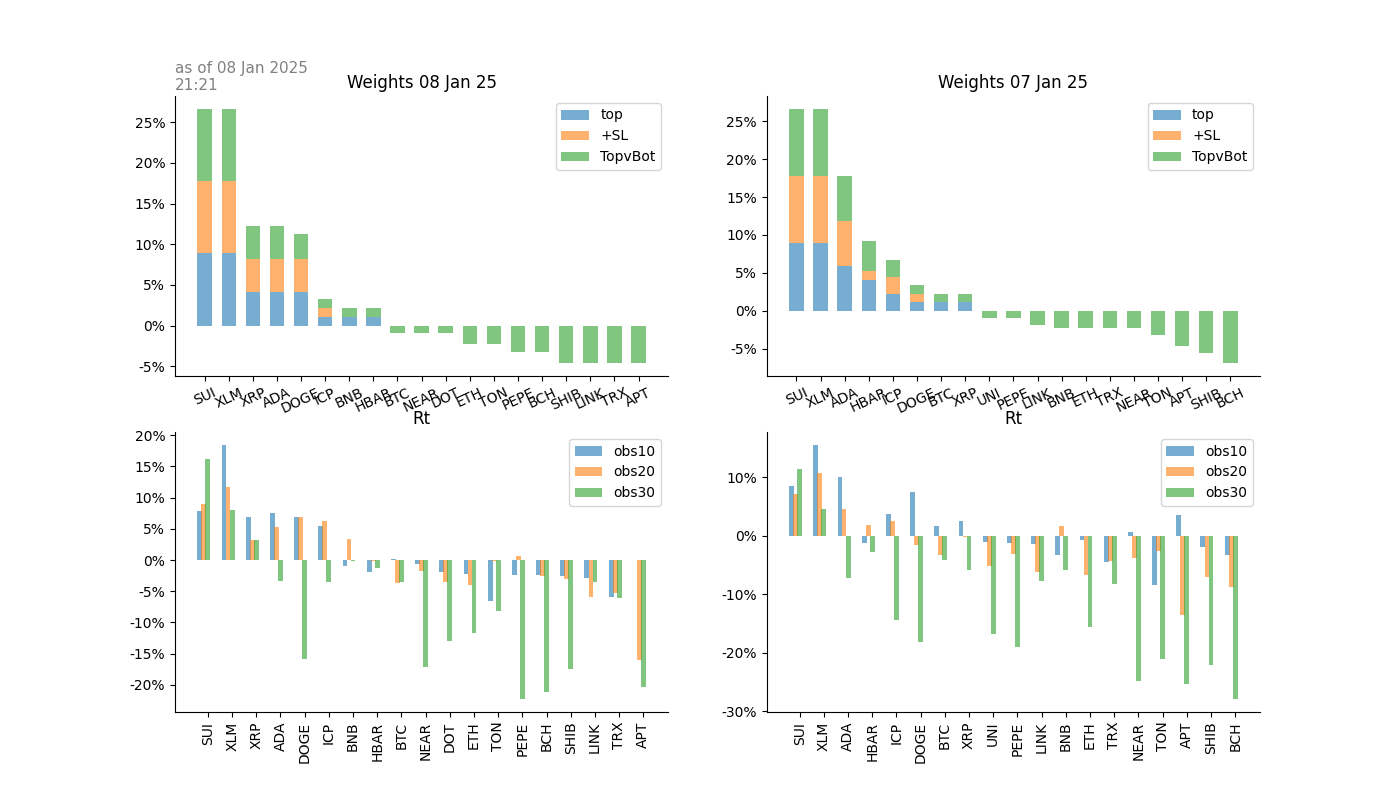 as of 08 Jan 2025
21:21
Weights 08 Jan 25
25%
20%
15%
10%
5%
0%
-5%
top
+SL
TopvBot
SUI XLM XRP ADA DOGE ICP BNB HBAR BTC NEAR DOT ETH TON PEPE BCH SHIB LINK TRX APT
Weights 07 Jan 25
25%
20%
15%
10%
5%
0%
-5%
top
+SL
TopvBot
SUI XLM ADA HBAR ICP DOGE BTC XRP UNI PEPE LINK BNB ETH TRX NEAR TON APT SHIB BCH
Rt
20%
15%
10%
5%
0%
-5%
-10%
-15%
-20%
obs10
obs20
obs30
SUI XLM XRP ADA DOGE ICP BNB HBAR BTC NEAR DOT ETH TON PEPE BCH SHIB LINK TRX APT
Rt
10%
0%
-10%
-20%
-30%
obs10
obs20
obs30
SUI XLM ADA HBAR ICP DOGE BTC XRP UNI PEPE LINK BNB ETH TRX NEAR TON APT SHIB BCH